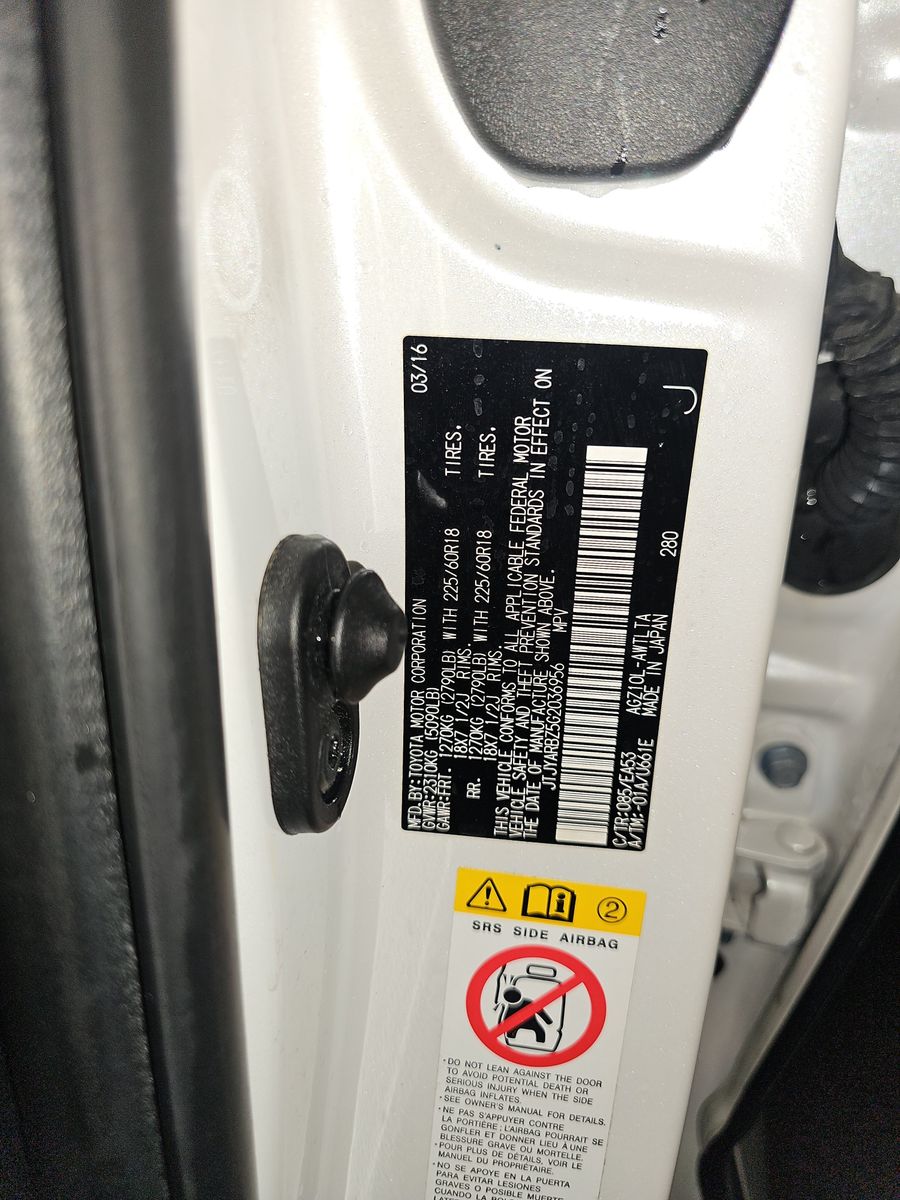 MFD.BY:TOYOTA MOTOR CORPORATION 03/16
GVWR:2310KG (5090LB)
GAWR:FRT. 1270KG (2790LB) WITH 225/60R18 TIRES,
18X7 1/2J RIMS.
RR. 1270KG (2790LB) WITH 225/60R18 TIRES,
18X7 1/2J RIMS.
THIS VEHICLE CONFORMS TO ALL APPLICABLE FEDERAL MOTOR
VEHICLE SAFETY AND THEFT PREVENTION STANDARDS IN EFFECT ON
THE DATE OF MANUFACTURE SHOWN ABOVE.
JTJYARBZ5G2036956 MPV
C/TR:085/EA53 AGZ10L-AWTLTA 280
A/TM:-01A/U661E MADE IN JAPAN J
2
SRS SIDE AIRBAG
•DO NOT LEAN AGAINST THE DOOR
TO AVOID POTENTIAL DEATH OR
SERIOUS INJURY WHEN THE SIDE
AIRBAG INFLATES.
•SEE OWNER'S MANUAL FOR DETAILS.
•NE PAS S'APPUYER CONTRE
LA PORTIÈRE; L'AIRBAG POURRAIT SE
GONFLER ET DONNER LIEU À UNE
BLESSURE GRAVE OU MORTELLE.
•POUR PLUS DE DÉTAILS, VOIR LE
MANUEL DU PROPRIÉTAIRE.
•NO SE APOYE EN LA PUERTA
PARA EVITAR LESIONES
GRAVES O POSIBLE MUERTE
CUANDO LA